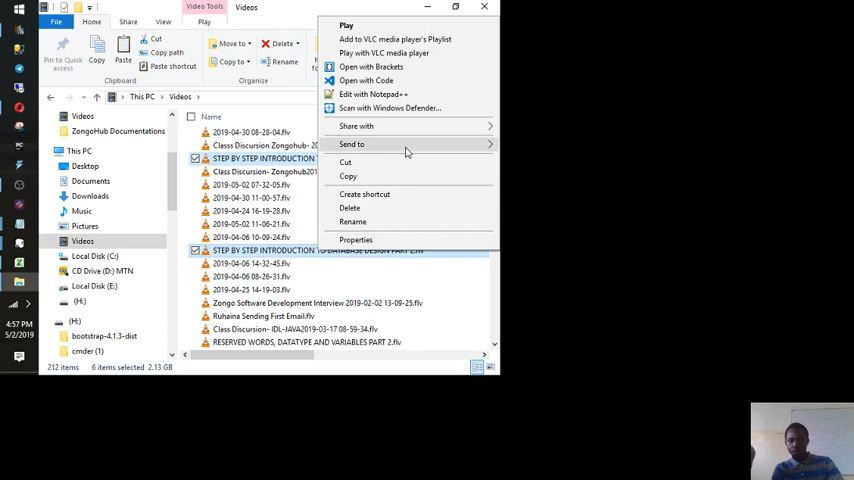 Video Tools
Videos
File
Home
Share
View
Play
Pin to Quick access
Copy
Paste
Cut
Copy path
Paste shortcut
Clipboard
Move to
Copy to
Delete
Rename
Organize
This PC > Videos
Videos
ZongoHub Documentations
This PC
Desktop
Documents
Downloads
Music
Pictures
Videos
Local Disk (C:)
CD Drive (D:) MTN
Local Disk (E:)
(H:)
(H:)
bootstrap-4.1.3-dist
cmder (1)
Name
2019-04-30 08-28-04.flv
Classs Discursion Zongohub- 20
STEP BY STEP INTRODUCTION T
Class Discursion- Zongohub201
2019-05-02 07-32-05.flv
2019-04-30 11-00-57.flv
2019-04-24 16-19-28.flv
2019-05-02 11-06-21.flv
2019-04-06 10-09-24.flv
STEP BY STEP INTRODUCTION TO DATABASE DESIGN PART 2.flv
2019-04-06 14-32-45.flv
2019-04-06 08-26-31.flv
2019-04-25 14-19-03.flv
Zongo Software Development Interview 2019-02-02 13-09-25.flv
Ruhaina Sending First Email.flv
Class Discursion- IDL-JAVA2019-03-17 08-59-34.flv
RESERVED WORDS, DATATYPE AND VARIABLES PART 2.flv
Play
Add to VLC media player's Playlist
Play with VLC media player
Open with Brackets
Open with Code
Edit with Notepad++
Scan with Windows Defender...
Share with
Send to
Cut
Copy
Create shortcut
Delete
Rename
Properties
4:57 PM
5/2/2019
212 items
6 items selected 2.13 GB